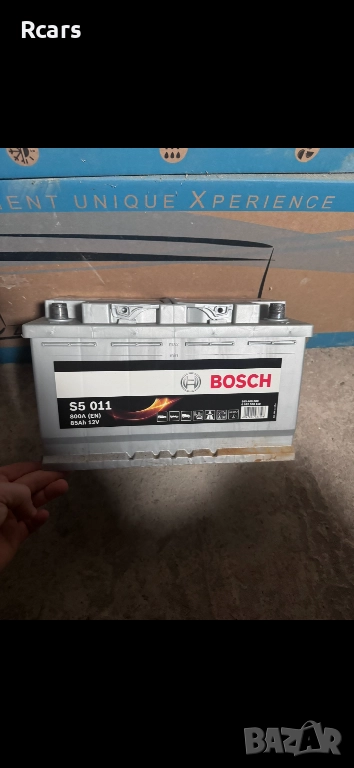 Rcars
ENT UNIQUE XPERIENCE
BOSCH
S5 011
800A (EN)
85Ah 12V
BAZAR